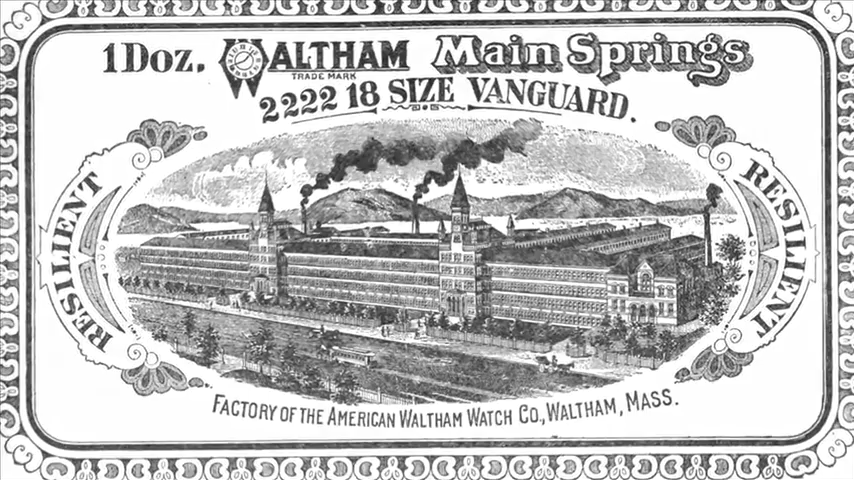 1 Doz. WALTHAM Main Springs
TRADE MARK
2222 18 SIZE VANGUARD.
RESILIENT
RESILIENT
FACTORY OF THE AMERICAN WALTHAM WATCH CO., WALTHAM, MASS.